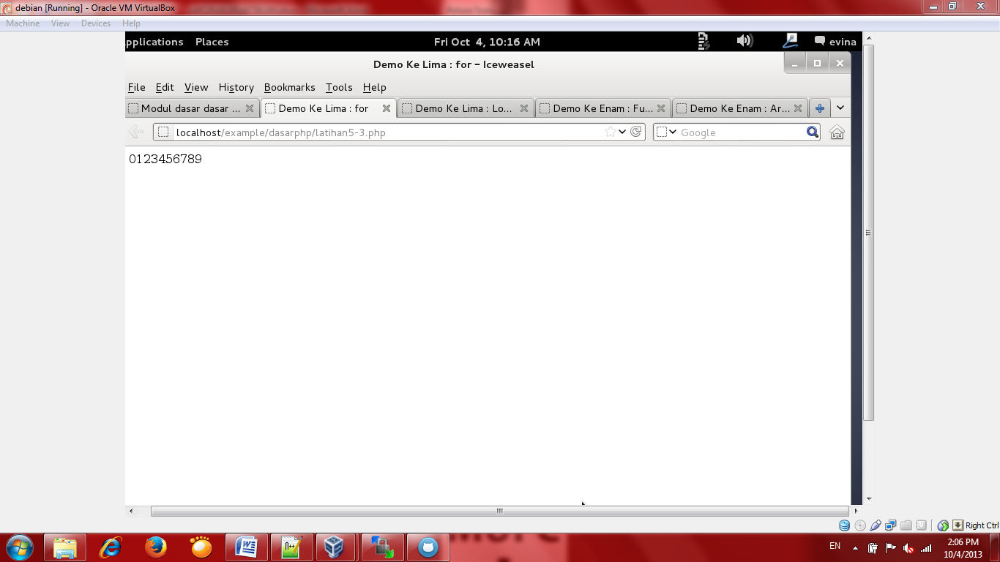 debian [Running] - Oracle VM VirtualBox
Machine View Devices Help
pplications Places Fri Oct 4, 10:16 AM evina
Demo Ke Lima : for – Iceweasel
File Edit View History Bookmarks Tools Help
Modul dasar dasar ... Demo Ke Lima : for Demo Ke Lima : Lo... Demo Ke Enam : Fu... Demo Ke Enam : Ar...
localhost/example/dasarphp/latihan5-3.php Google
0123456789
Right Ctrl
EN 2:06 PM
10/4/2013